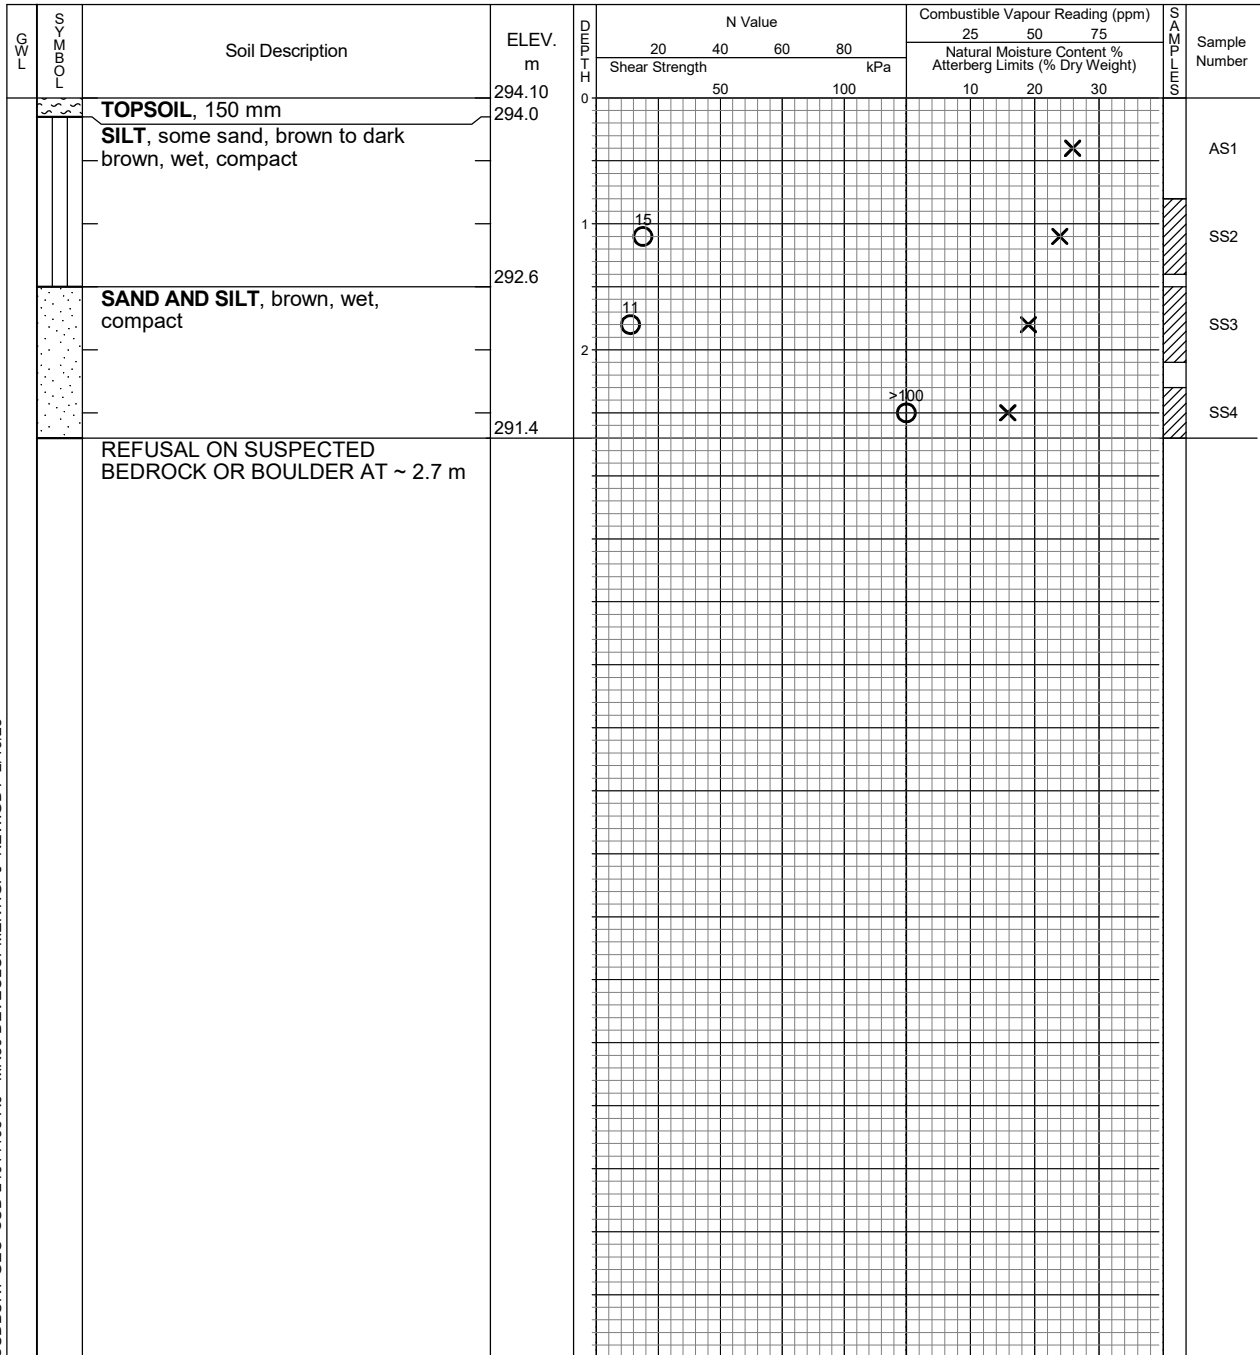 GWL
SYMBOL
Soil Description
ELEV.
m
DEPTH
N Value
20 40 60 80
Shear Strength kPa
50 100
Combustible Vapour Reading (ppm)
25 50 75
Natural Moisture Content %
Atterberg Limits (% Dry Weight)
10 20 30
SAMPLES
Sample
Number
294.10
0
TOPSOIL, 150 mm
294.0
SILT, some sand, brown to dark
brown, wet, compact
AS1
15
1
SS2
292.6
SAND AND SILT, brown, wet,
compact
11
SS3
2
>100
SS4
291.4
REFUSAL ON SUSPECTED
BEDROCK OR BOULDER AT ~ 2.7 m